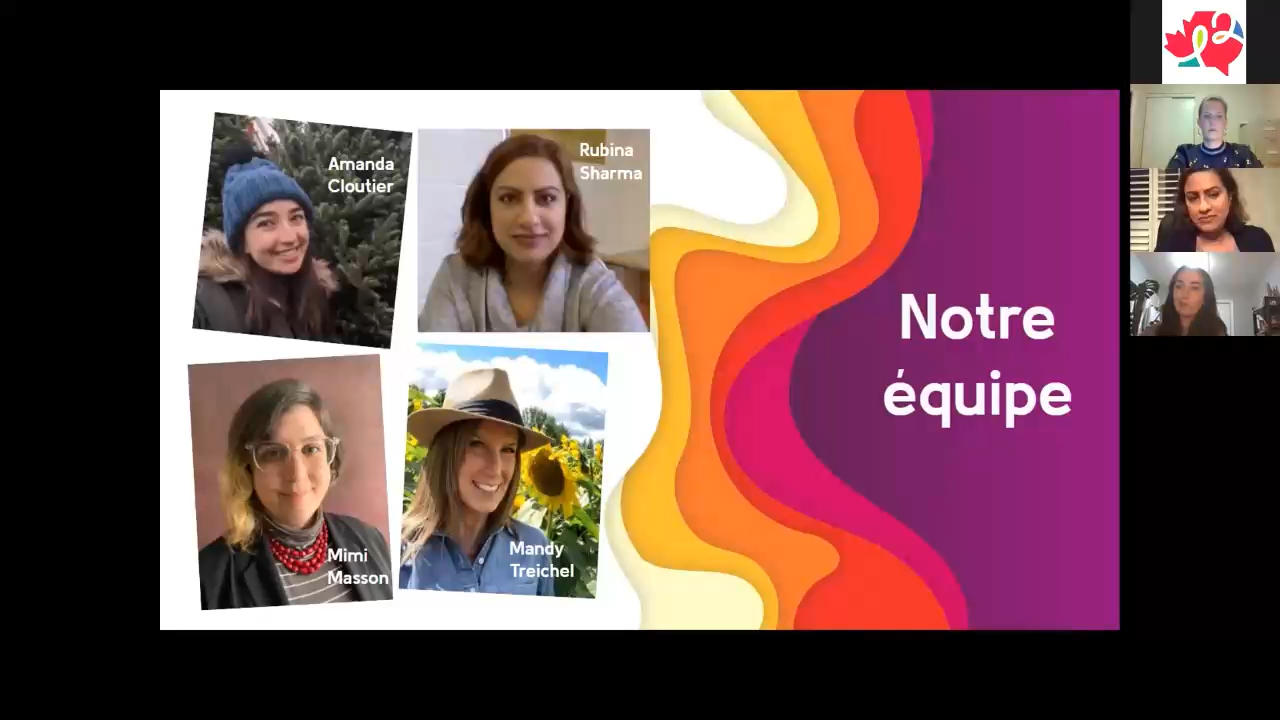 Amanda
Cloutier
Rubina
Sharma
Mimi
Masson
Mandy
Treichel
Notre
équipe